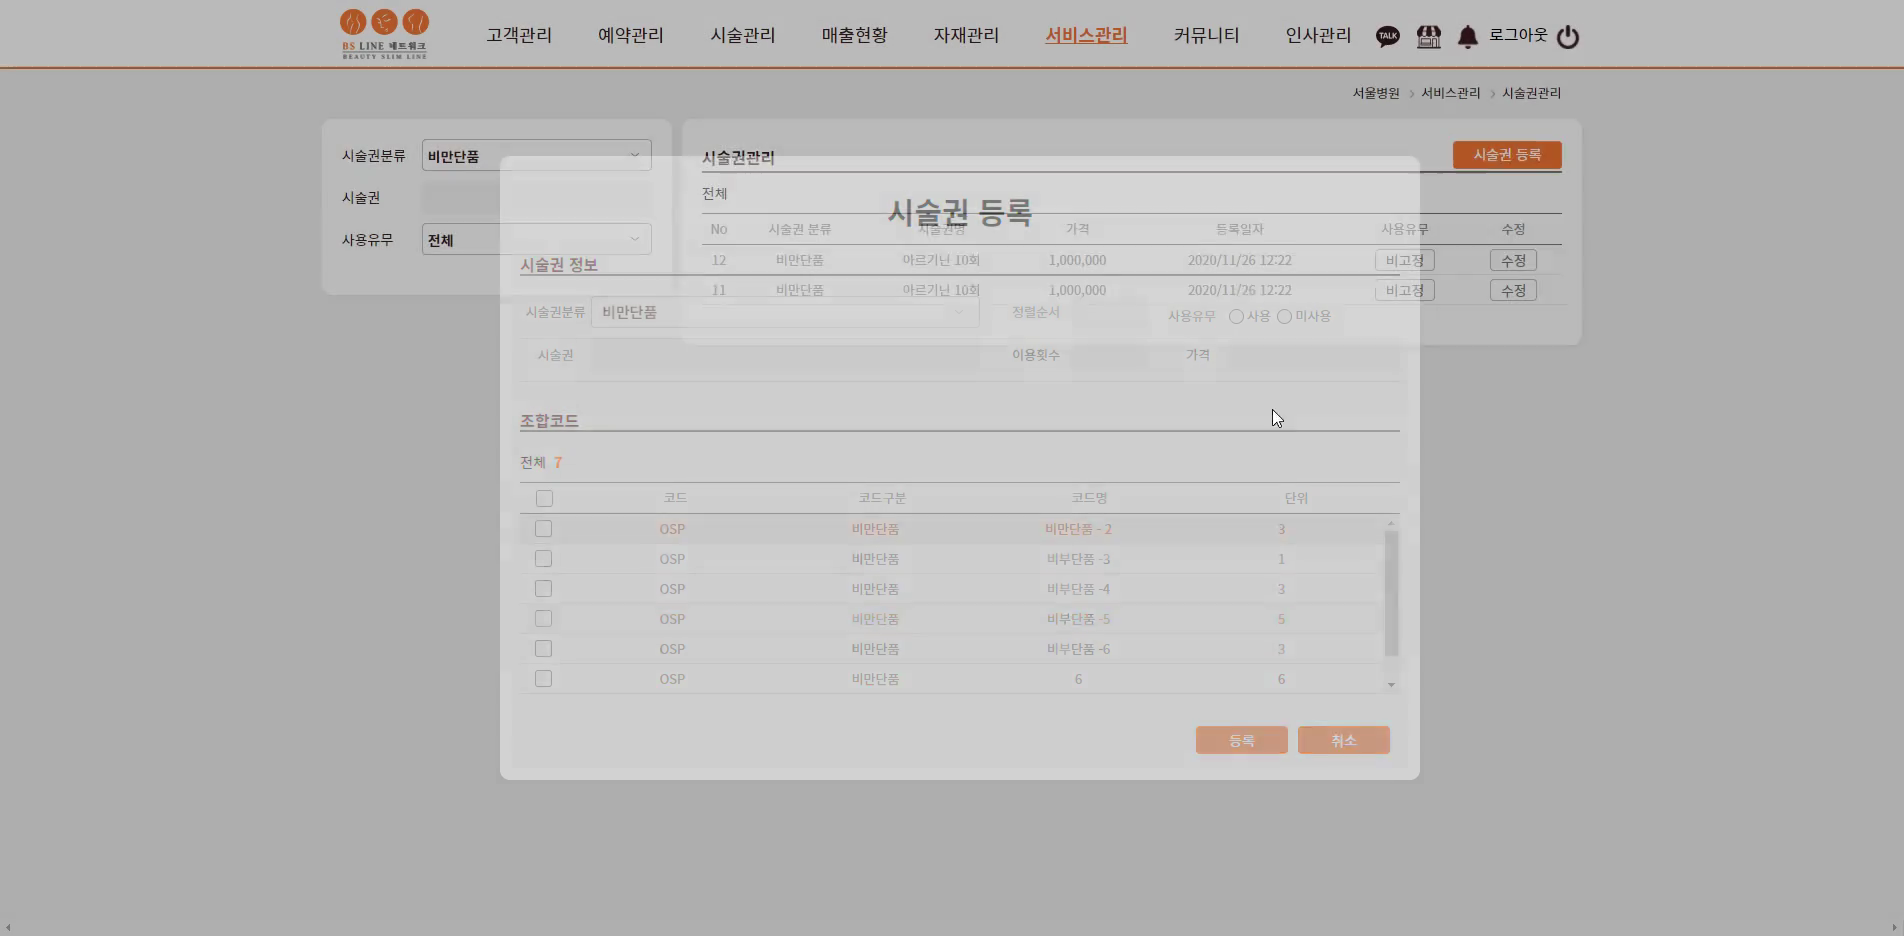 BS LINE 네트워크
BEAUTY SLIM LINE
고객관리 예약관리 시술관리 매출현황 자재관리 서비스관리 커뮤니티 인사관리 TALK 로그아웃
서울병원 > 서비스관리 > 시술권관리
시술권분류 비만단품
시술권
사용유무 전체
시술권관리 시술권 등록
전체
No 시술권 분류 시술권명 가격 등록일자 사용유무 수정
12 비만단품 아르기닌 10회 1,000,000 2020/11/26 12:22 비고정 수정
11 비만단품 아르기닌 10회 1,000,000 2020/11/26 12:22 비고정 수정
시술권 등록
시술권 정보
시술권분류 비만단품 정렬순서 사용유무 사용 미사용
시술권 이용횟수 가격
조합코드
전체 7
코드 코드구분 코드명 단위
OSP 비만단품 비만단품 - 2 3
OSP 비만단품 비부단품 -3 1
OSP 비만단품 비부단품 -4 3
OSP 비만단품 비부단품 -5 5
OSP 비만단품 비부단품 -6 3
OSP 비만단품 6 6
등록 취소